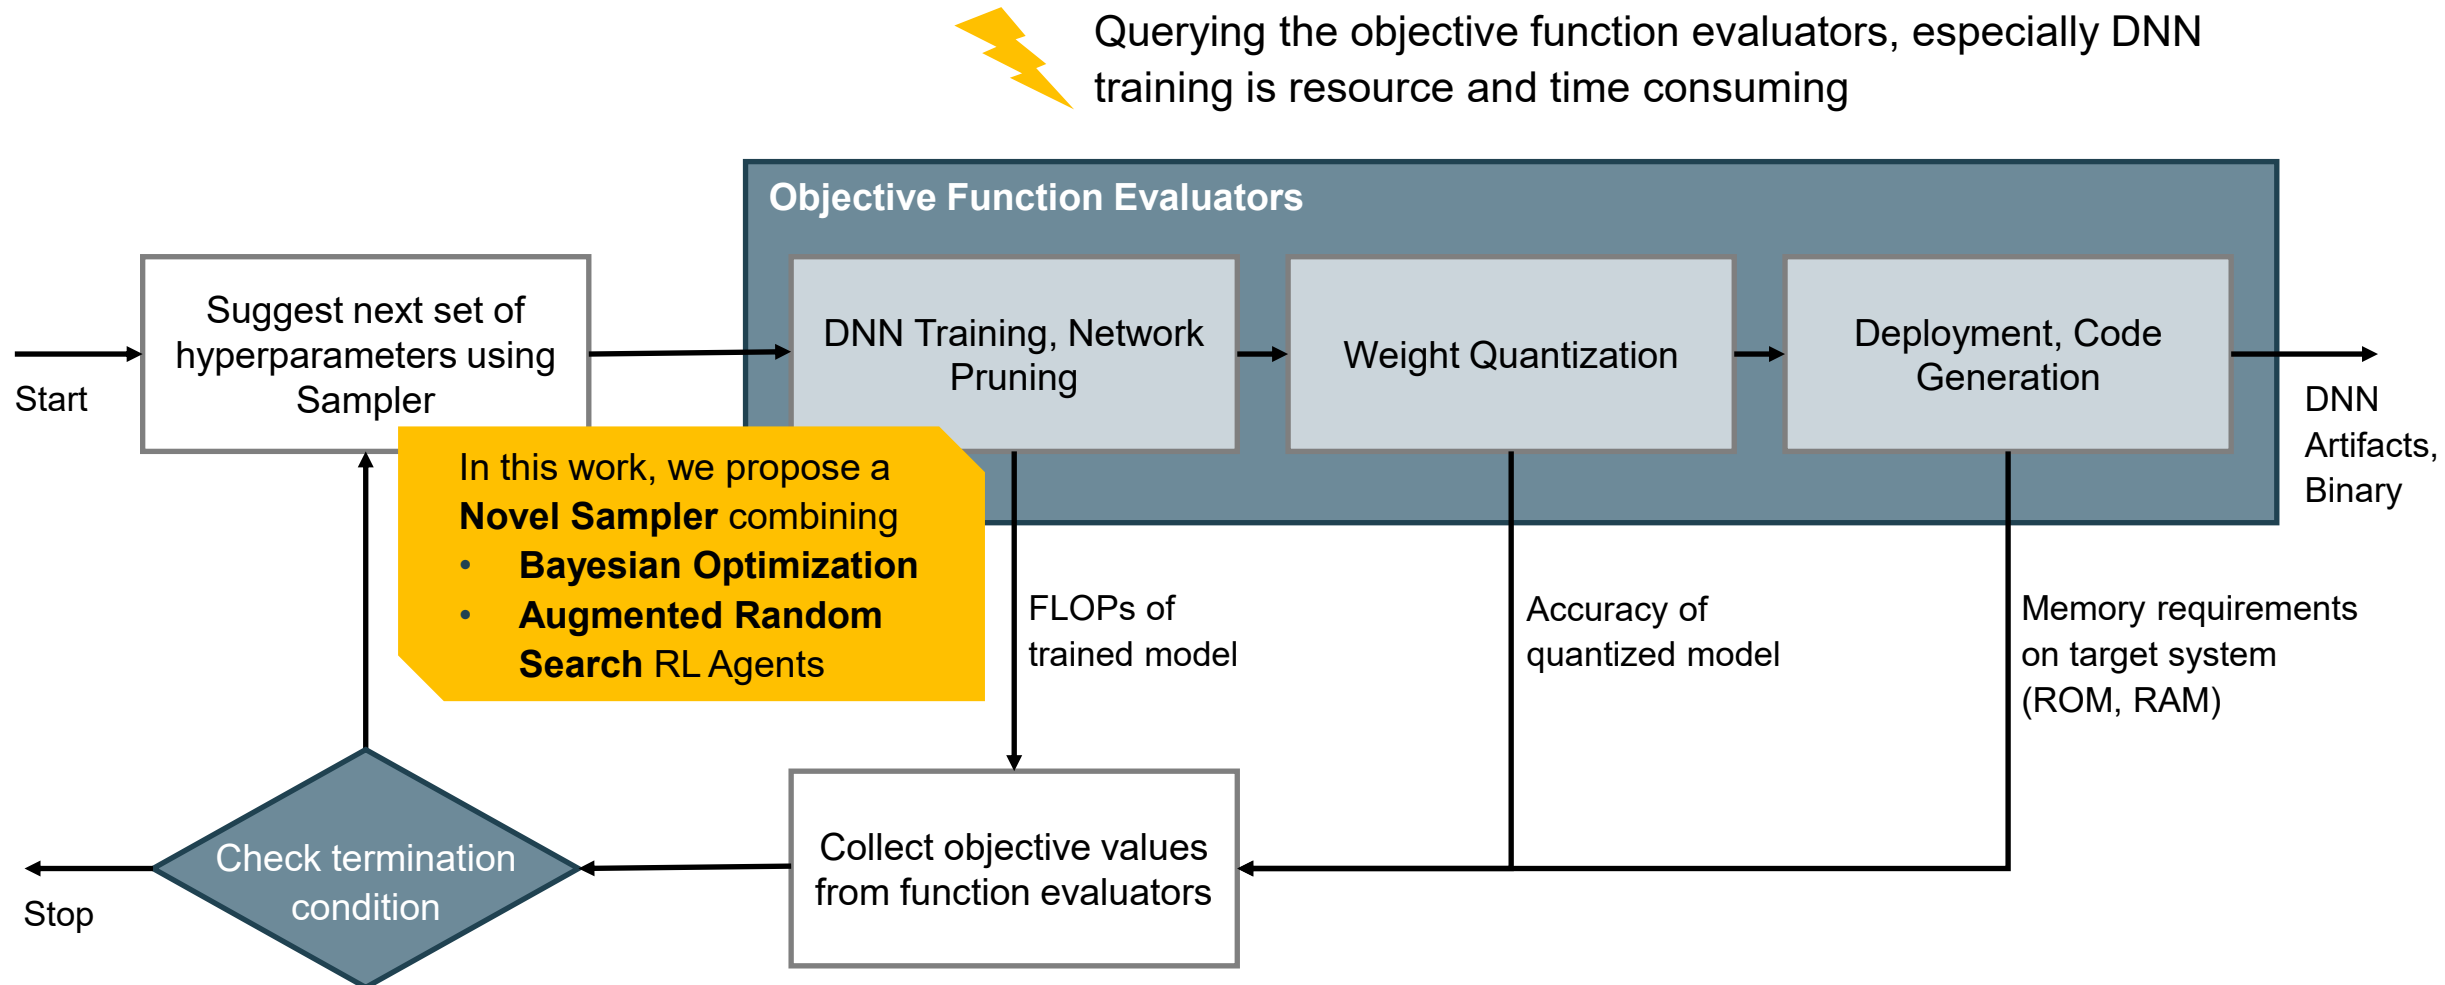 Querying the objective function evaluators, especially DNN
training is resource and time consuming
Objective Function Evaluators
Start
Suggest next set of
hyperparameters using
Sampler
DNN Training, Network
Pruning
Weight Quantization
Deployment, Code
Generation
DNN
Artifacts,
Binary
In this work, we propose a
Novel Sampler combining
• Bayesian Optimization
• Augmented Random
Search RL Agents
FLOPs of
trained model
Accuracy of
quantized model
Memory requirements
on target system
(ROM, RAM)
Collect objective values
from function evaluators
Check termination
condition
Stop